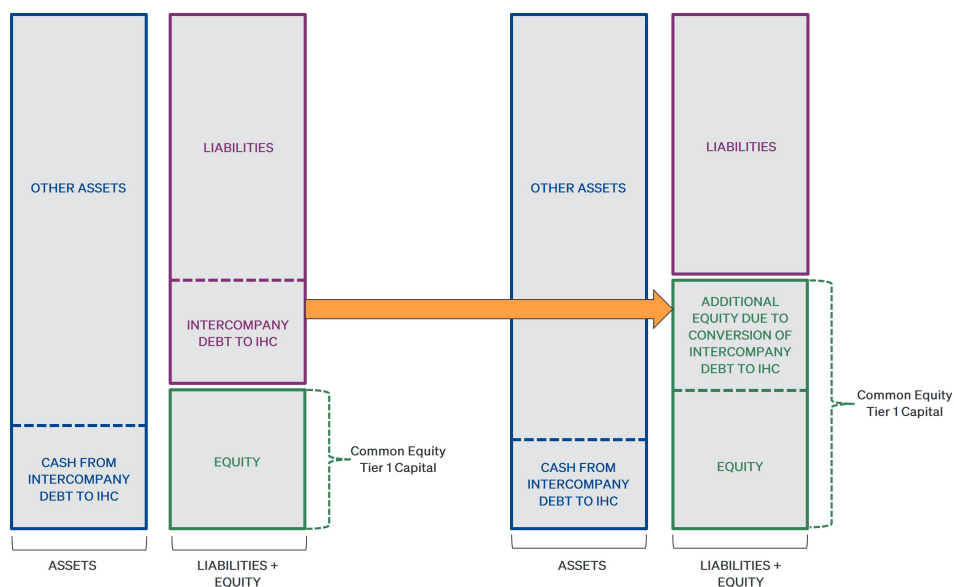 OTHER ASSETS
CASH FROM
INTERCOMPANY
DEBT TO IHC
ASSETS
LIABILITIES
INTERCOMPANY
DEBT TO IHC
EQUITY
LIABILITIES +
EQUITY
Common Equity
Tier 1 Capital
OTHER ASSETS
CASH FROM
INTERCOMPANY
DEBT TO IHC
ASSETS
LIABILITIES
ADDITIONAL
EQUITY DUE TO
CONVERSION OF
INTERCOMPANY
DEBT TO IHC
EQUITY
LIABILITIES +
EQUITY
Common Equity
Tier 1 Capital